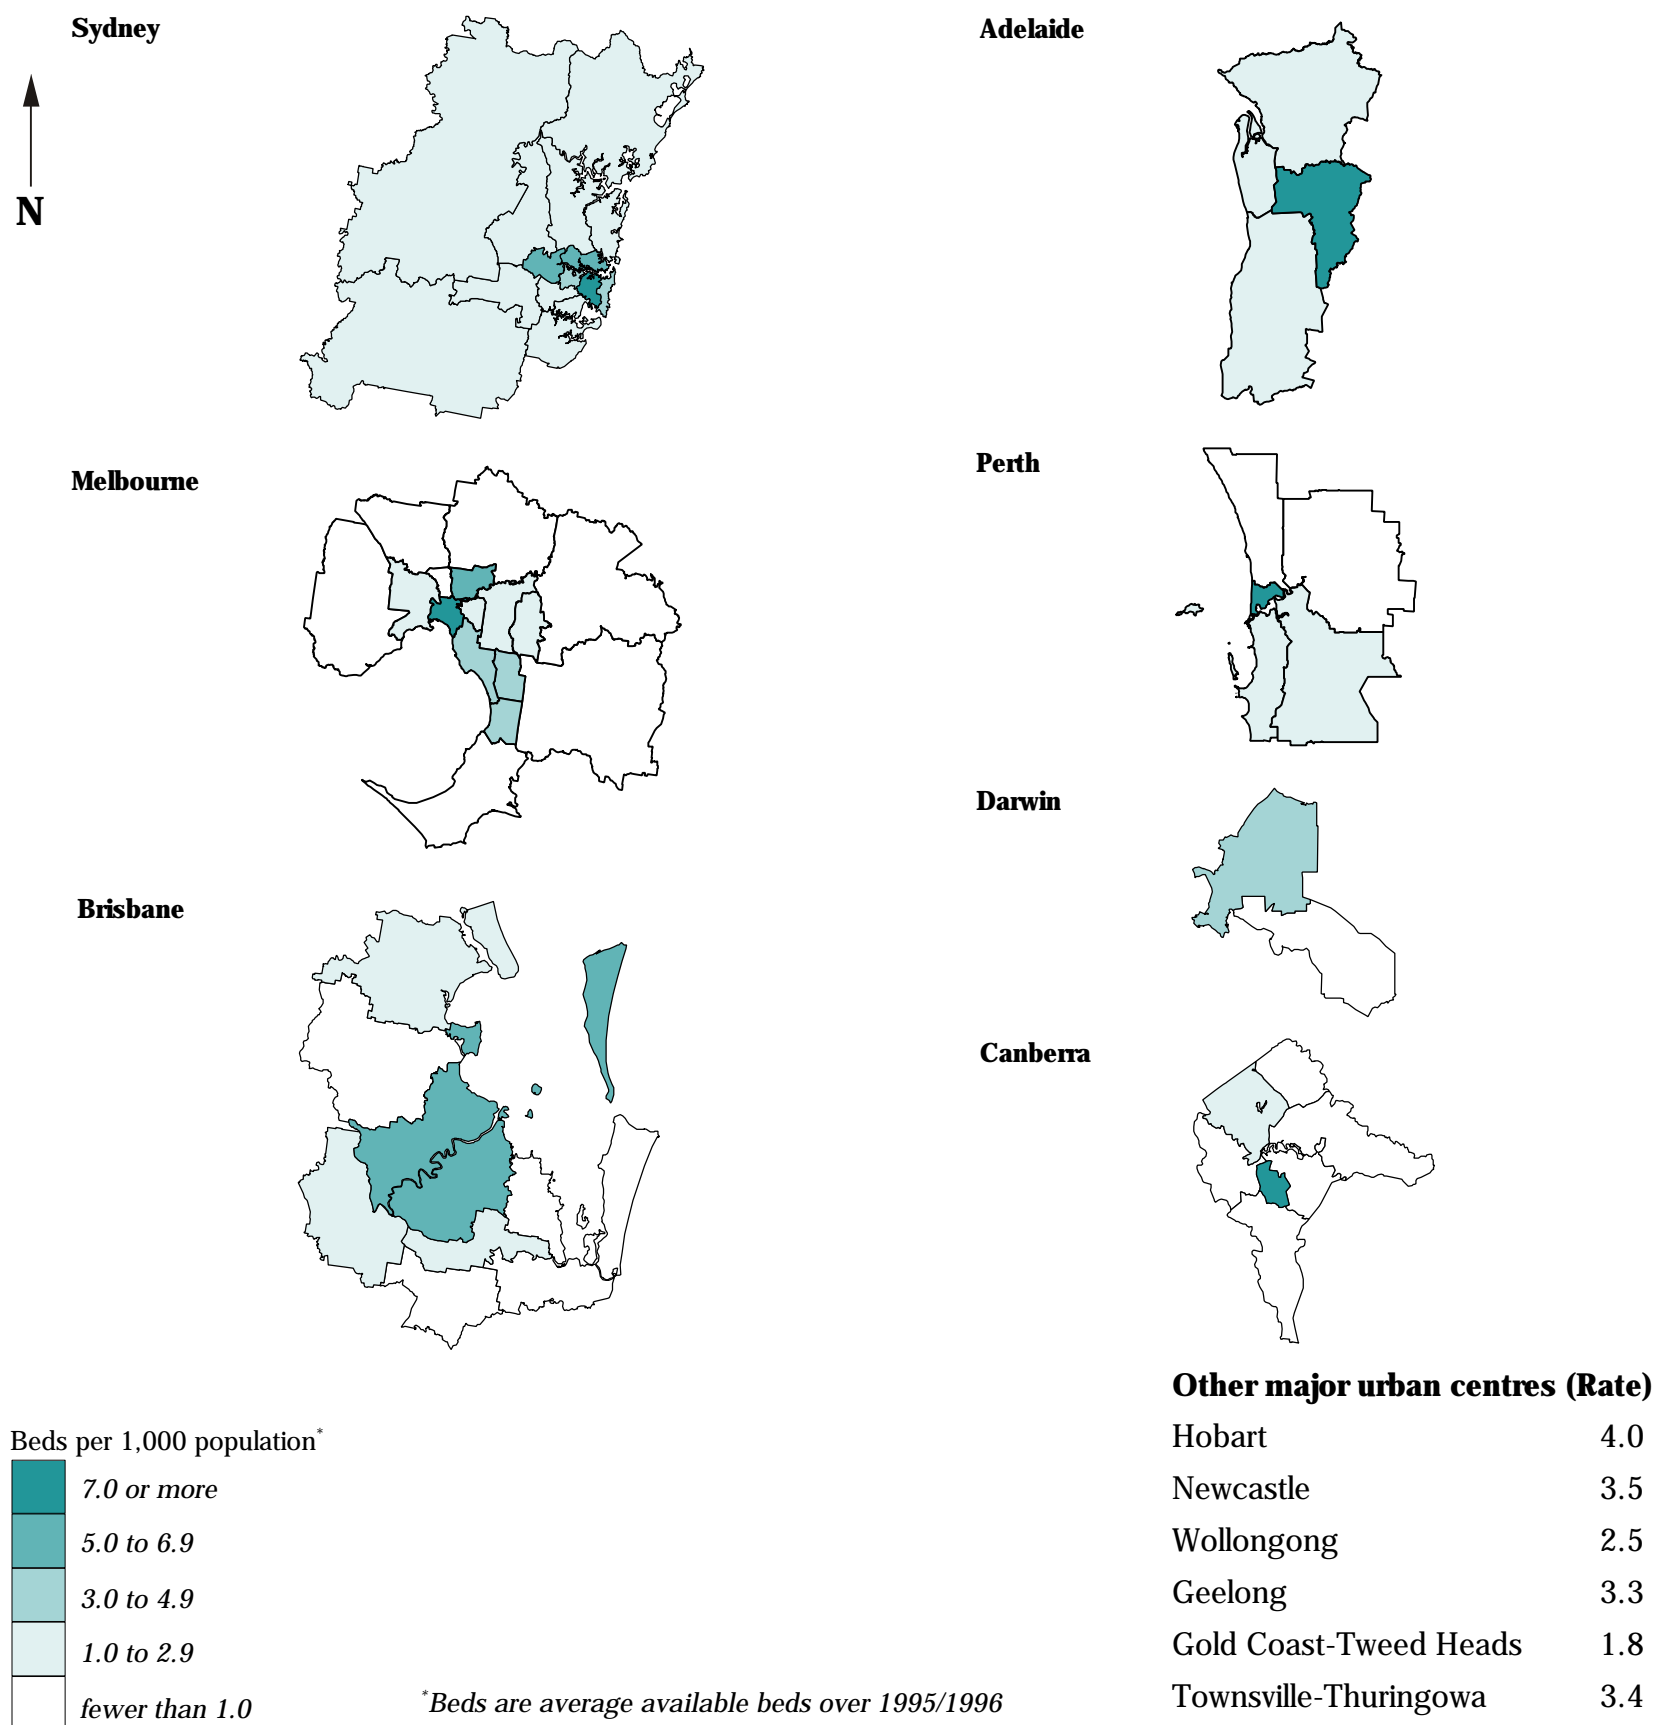 Sydney
Adelaide
N
Melbourne
Perth
Darwin
Brisbane
Canberra
Other major urban centres (Rate)
Hobart 4.0
Newcastle 3.5
Wollongong 2.5
Geelong 3.3
Gold Coast-Tweed Heads 1.8
Townsville-Thuringowa 3.4
Beds per 1,000 population*
7.0 or more
5.0 to 6.9
3.0 to 4.9
1.0 to 2.9
fewer than 1.0
*Beds are average available beds over 1995/1996